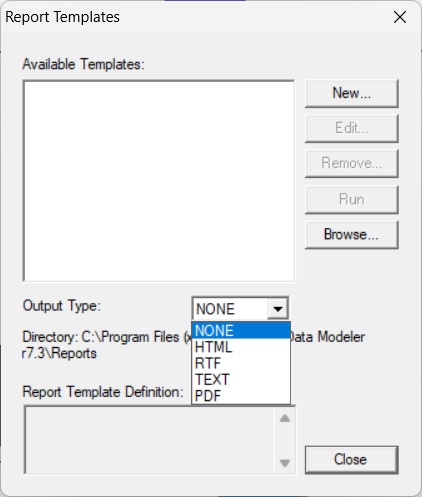 Report Templates
Available Templates:
New...
Edit...
Remove...
Run
Browse...
Output Type:
NONE
NONE
HTML
RTF
TEXT
PDF
Directory: C:\Program Files (x Data Modeler
r7.3\Reports
Report Template Definition:
Close